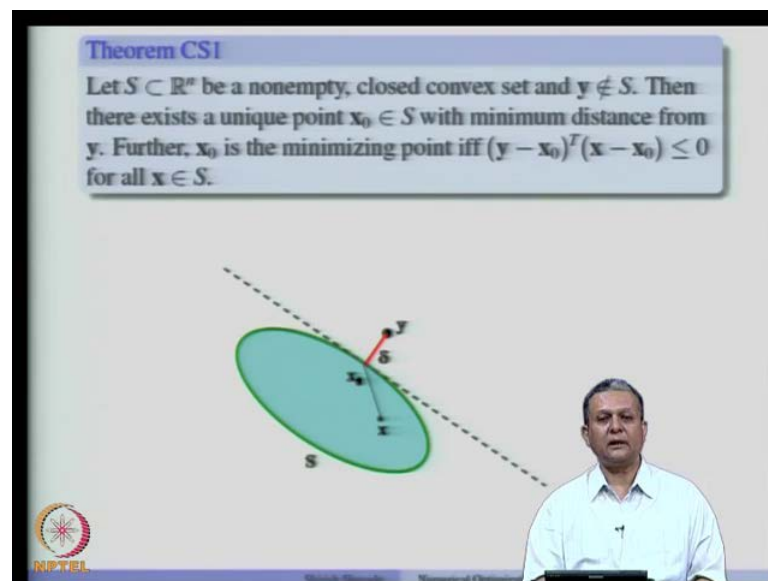 Theorem CS1
Let S ⊂ ℝⁿ be a nonempty, closed convex set and y ∉ S. Then
there exists a unique point x₀ ∈ S with minimum distance from
y. Further, x₀ is the minimizing point iff (y − x₀)ᵀ(x − x₀) ≤ 0
for all x ∈ S.
y
δ
x₀
x
S
NPTEL
Numerical